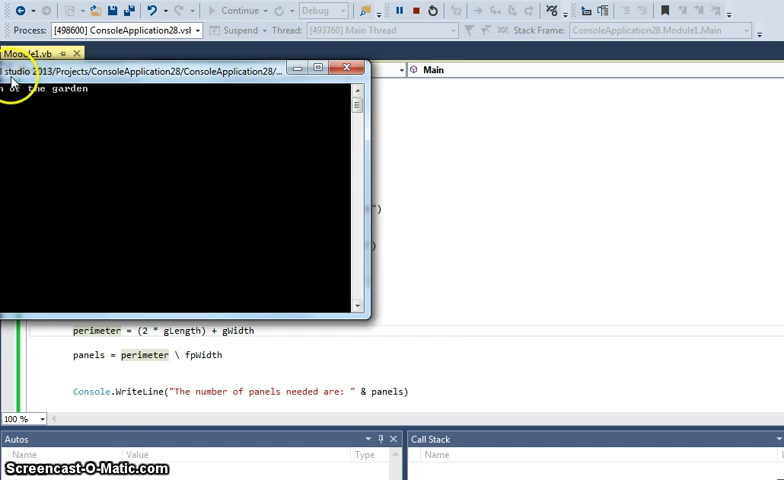 Continue
Debug
Process: [498600] ConsoleApplication28.vsh
Suspend Thread: [493760] Main Thread Stack Frame: ConsoleApplication28.Module1.Main
Module1.vb
l studio 2013/Projects/ConsoleApplication28/ConsoleApplication28/...
Main
of the garden
")
)
perimeter = (2 * gLength) + gWidth
panels = perimeter \ fpWidth
Console.WriteLine("The number of panels needed are: " & panels)
100 %
Autos
Call Stack
Name Value Type
Name
Screencast-O-Matic.com